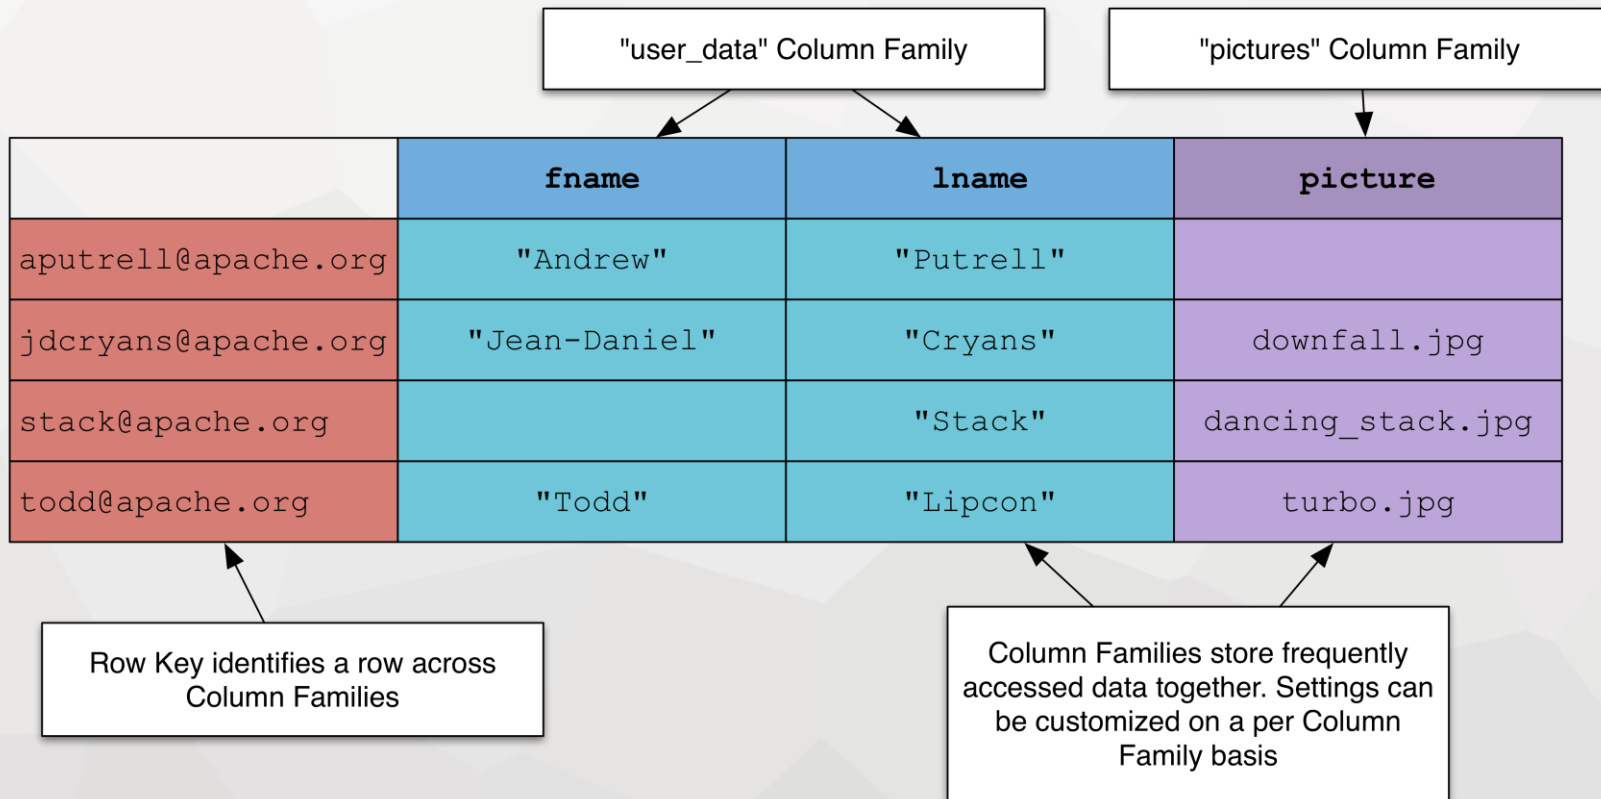 "user_data" Column Family
"pictures" Column Family
fname lname picture
aputrell@apache.org "Andrew" "Putrell"
jdcryans@apache.org "Jean-Daniel" "Cryans" downfall.jpg
stack@apache.org "Stack" dancing_stack.jpg
todd@apache.org "Todd" "Lipcon" turbo.jpg
Row Key identifies a row across
Column Families
Column Families store frequently
accessed data together. Settings can
be customized on a per Column
Family basis